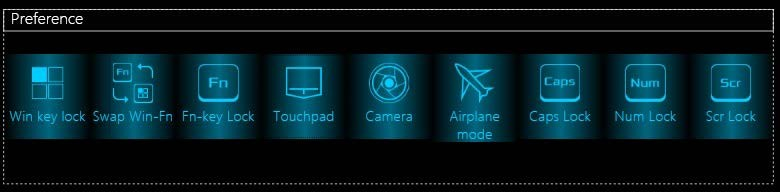 Preference
Fn
Fn Caps Num Scr
Win key lock Swap Win-Fn Fn-key Lock Touchpad Camera Airplane mode Caps Lock Num Lock Scr Lock